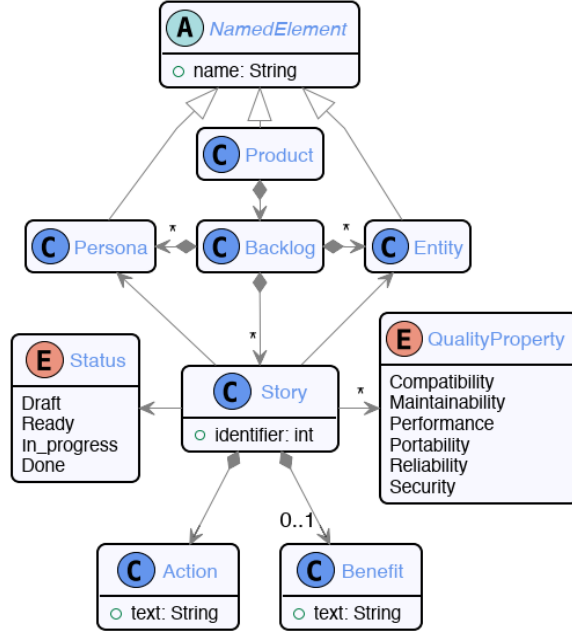 A NamedElement
name: String
C Product
C Persona
*
C Backlog
*
C Entity
*
E Status
Draft
Ready
In_progress
Done
C Story
identifier: int
*
E QualityProperty
Compatibility
Maintainability
Performance
Portability
Reliability
Security
0..1
C Action
text: String
C Benefit
text: String